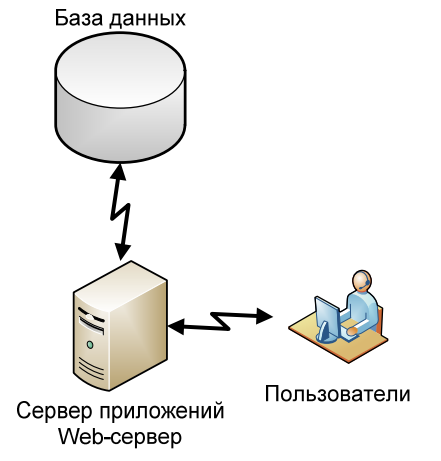 База данных
Пользователи
Сервер приложений
Web-сервер